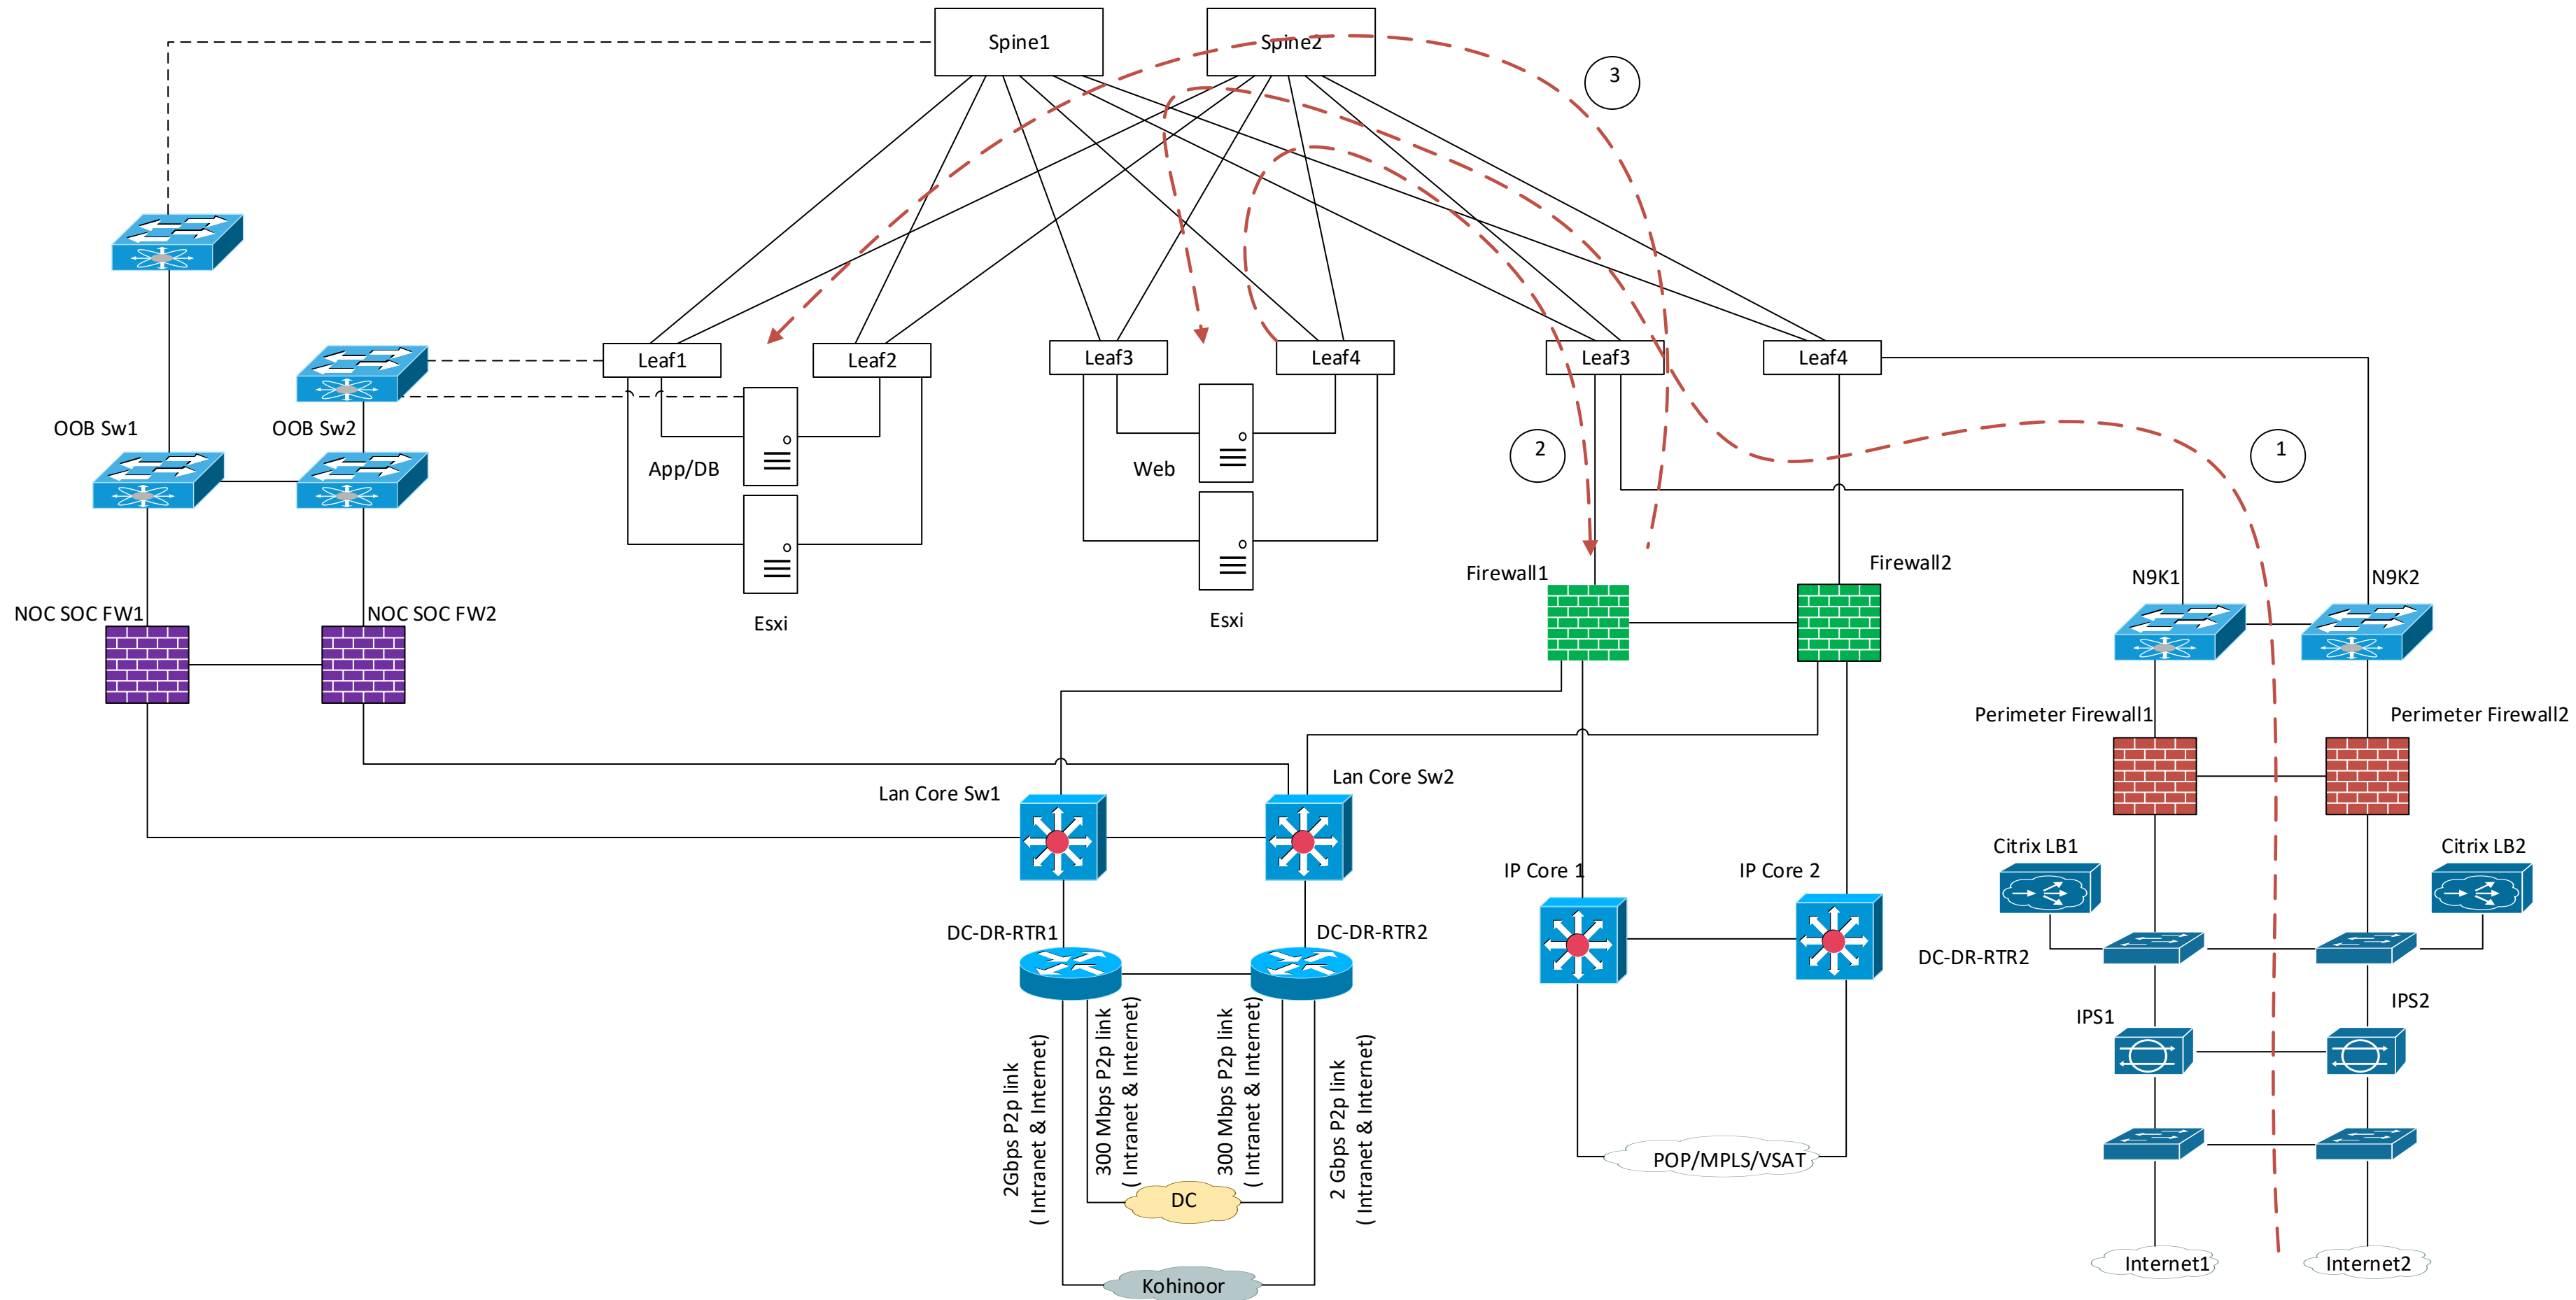 Spine1
Spine2
3
Leaf1
Leaf2
Leaf3
Leaf4
Leaf3
Leaf4
OOB Sw1
OOB Sw2
App/DB
Web
2
1
Esxi
Esxi
NOC SOC FW1
NOC SOC FW2
Firewall1
Firewall2
N9K1
N9K2
Perimeter Firewall1
Perimeter Firewall2
Lan Core Sw1
Lan Core Sw2
Citrix LB1
Citrix LB2
IP Core 1
IP Core 2
DC-DR-RTR1
DC-DR-RTR2
DC-DR-RTR2
IPS1
IPS2
2Gbps P2p link
( Intranet & Internet)
300 Mbps P2p link
( Intranet & Internet)
300 Mbps P2p link
( Intranet & Internet)
2 Gbps P2p link
( Intranet & Internet)
POP/MPLS/VSAT
DC
Kohinoor
Internet1
Internet2